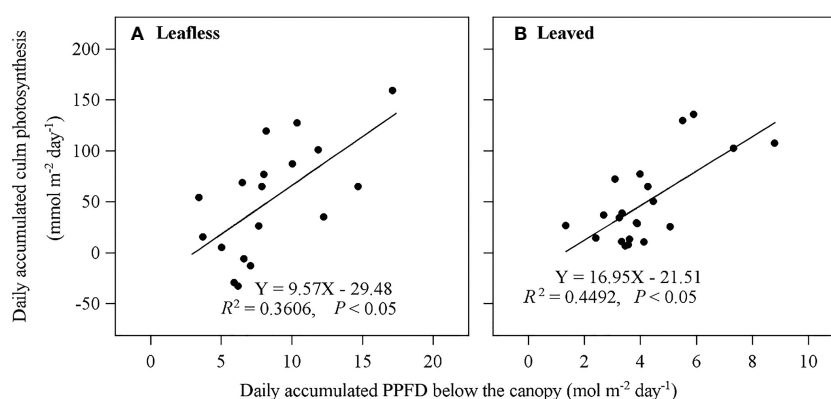 A Leafless
B Leaved
Daily accumulated culm photosynthesis
(mmol m⁻² day⁻¹)
200
150
100
50
0
-50
Y = 9.57X - 29.48
R² = 0.3606, P < 0.05
Y = 16.95X - 21.51
R² = 0.4492, P < 0.05
0 5 10 15 20
0 2 4 6 8 10
Daily accumulated PPFD below the canopy (mol m⁻² day⁻¹)